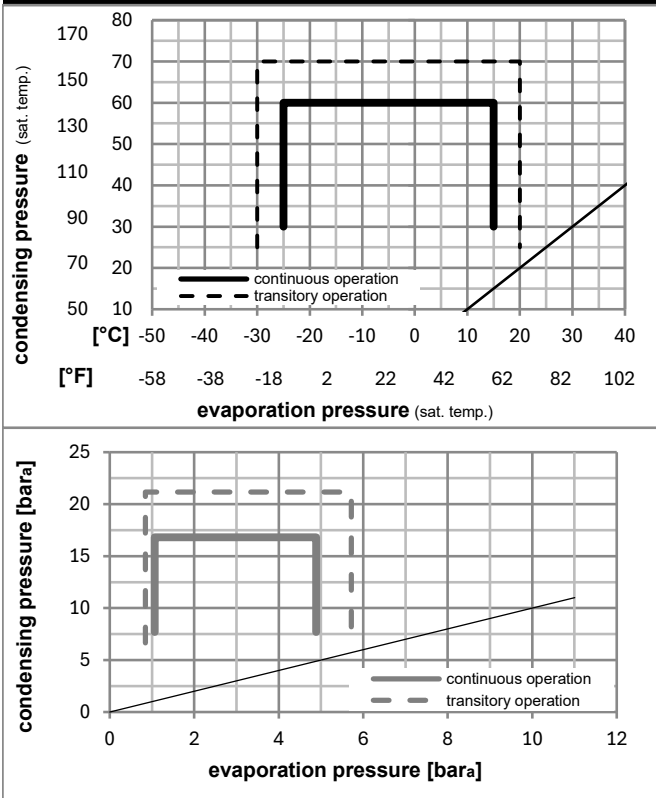 condensing pressure (sat. temp.)
170 80
70
150
60
130
50
110
40
90
30
70
20
50 10
continuous operation
transitory operation
[°C] -50 -40 -30 -20 -10 0 10 20 30 40
[°F] -58 -38 -18 2 22 42 62 82 102
evaporation pressure (sat. temp.)
condensing pressure [bara]
25
20
15
10
5
0
continuous operation
transitory operation
0 2 4 6 8 10 12
evaporation pressure [bara]